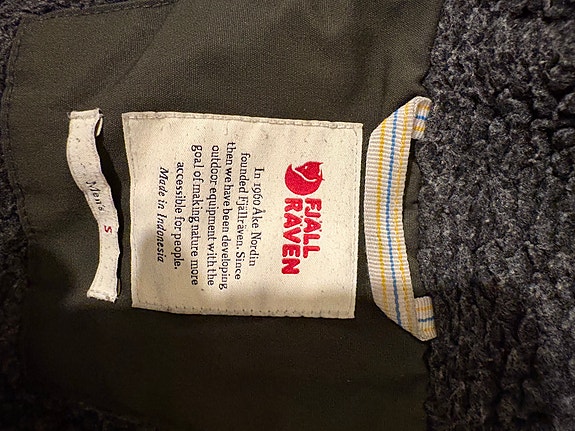 FJÄLL
RÄVEN
In 1960 Åke Nordin
founded Fjällräven. Since
then we have been developing
outdoor equipment with the
goal of making nature more
accessible for people.
Made in Indonesia
Men's S